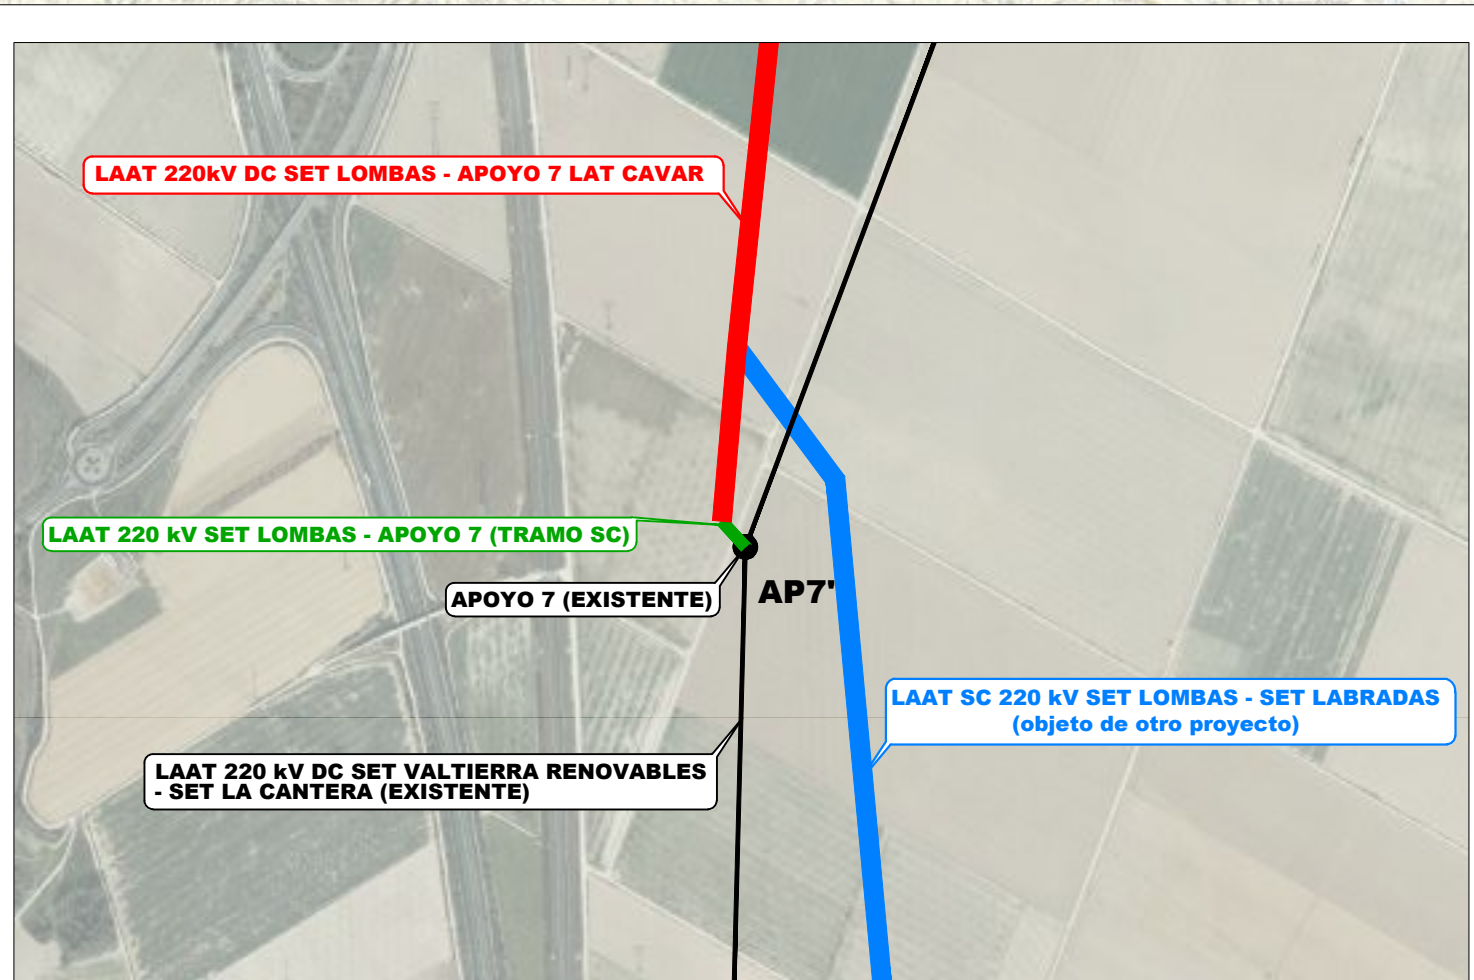 LAAT 220kV DC SET LOMBAS - APOYO 7 LAT CAVAR
LAAT 220 kV SET LOMBAS - APOYO 7 (TRAMO SC)
APOYO 7 (EXISTENTE)
AP7'
LAAT SC 220 kV SET LOMBAS - SET LABRADAS
(objeto de otro proyecto)
LAAT 220 kV DC SET VALTIERRA RENOVABLES
- SET LA CANTERA (EXISTENTE)